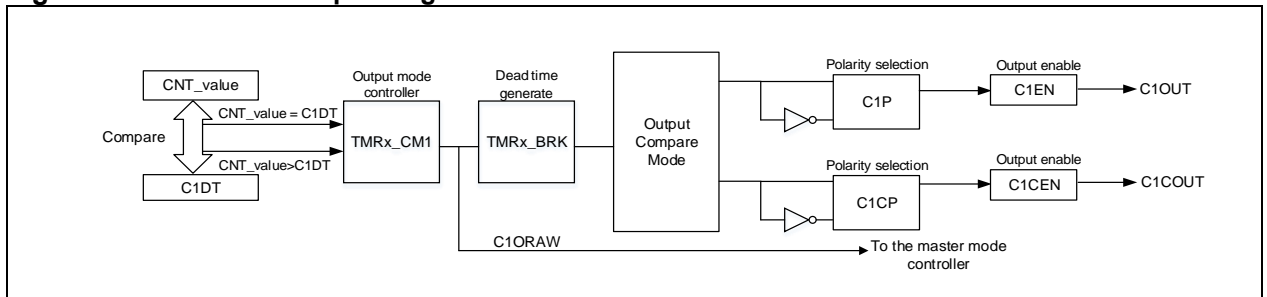 CNT_value
Compare
C1DT
CNT_value = C1DT
CNT_value>C1DT
Output mode
controller
TMRx_CM1
Dead time
generate
TMRx_BRK
C1ORAW
Output
Compare
Mode
Polarity selection
C1P
Output enable
C1EN
C1OUT
Polarity selection
C1CP
Output enable
C1CEN
C1COUT
To the master mode
controller